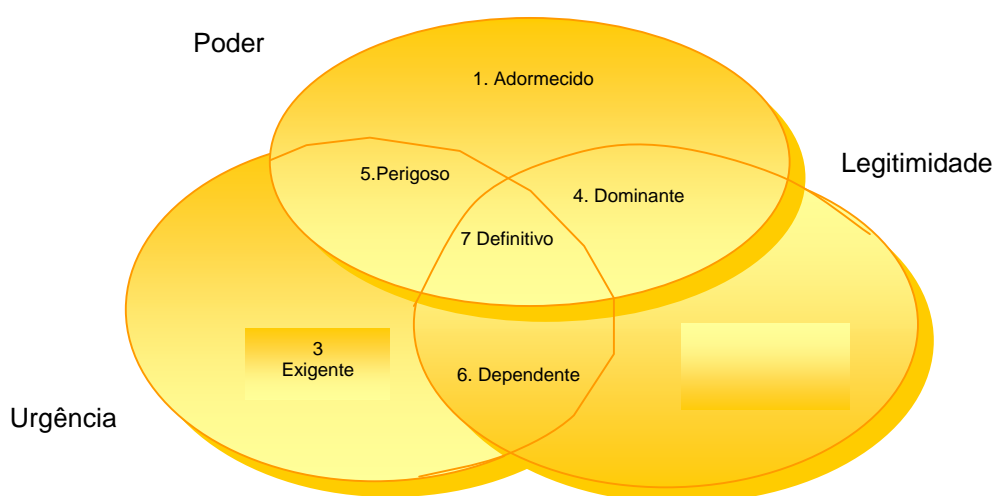 Poder
1. Adormecido
Legitimidade
5.Perigoso
4. Dominante
7 Definitivo
3
Exigente
6. Dependente
Urgência